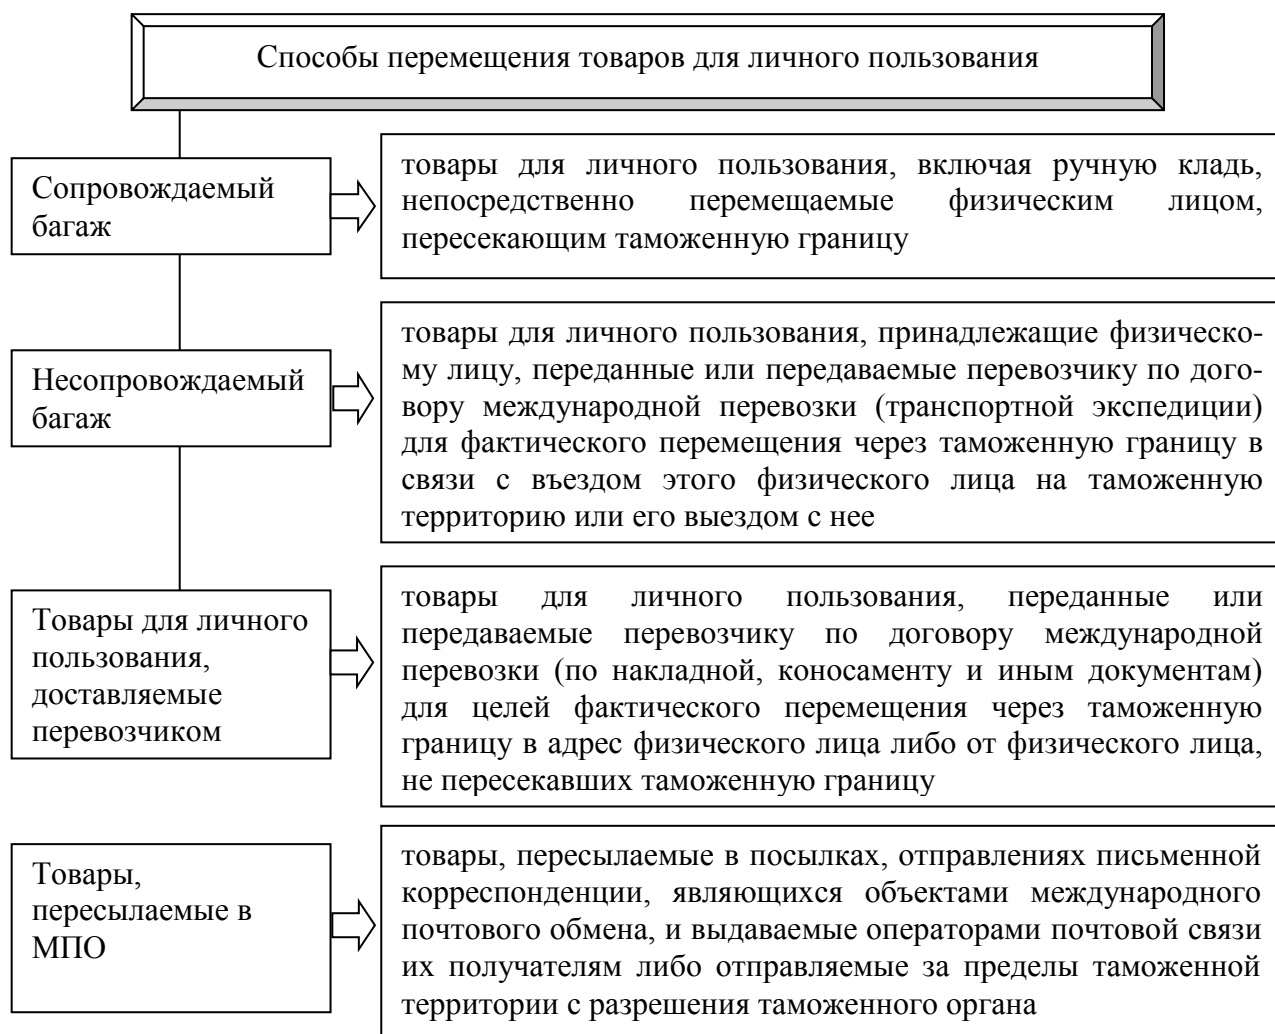 Способы перемещения товаров для личного пользования
Сопровождаемый
багаж
товары для личного пользования, включая ручную кладь,
непосредственно перемещаемые физическим лицом,
пересекающим таможенную границу
Несопровождаемый
багаж
товары для личного пользования, принадлежащие физическо-
му лицу, переданные или передаваемые перевозчику по дого-
вору международной перевозки (транспортной экспедиции)
для фактического перемещения через таможенную границу в
связи с въездом этого физического лица на таможенную
территорию или его выездом с нее
Товары для личного
пользования,
доставляемые
перевозчиком
товары для личного пользования, переданные или
передаваемые перевозчику по договору международной
перевозки (по накладной, коносаменту и иным документам)
для целей фактического перемещения через таможенную
границу в адрес физического лица либо от физического лица,
не пересекавших таможенную границу
Товары,
пересылаемые в
МПО
товары, пересылаемые в посылках, отправлениях письменной
корреспонденции, являющихся объектами международного
почтового обмена, и выдаваемые операторами почтовой связи
их получателям либо отправляемые за пределы таможенной
территории с разрешения таможенного органа